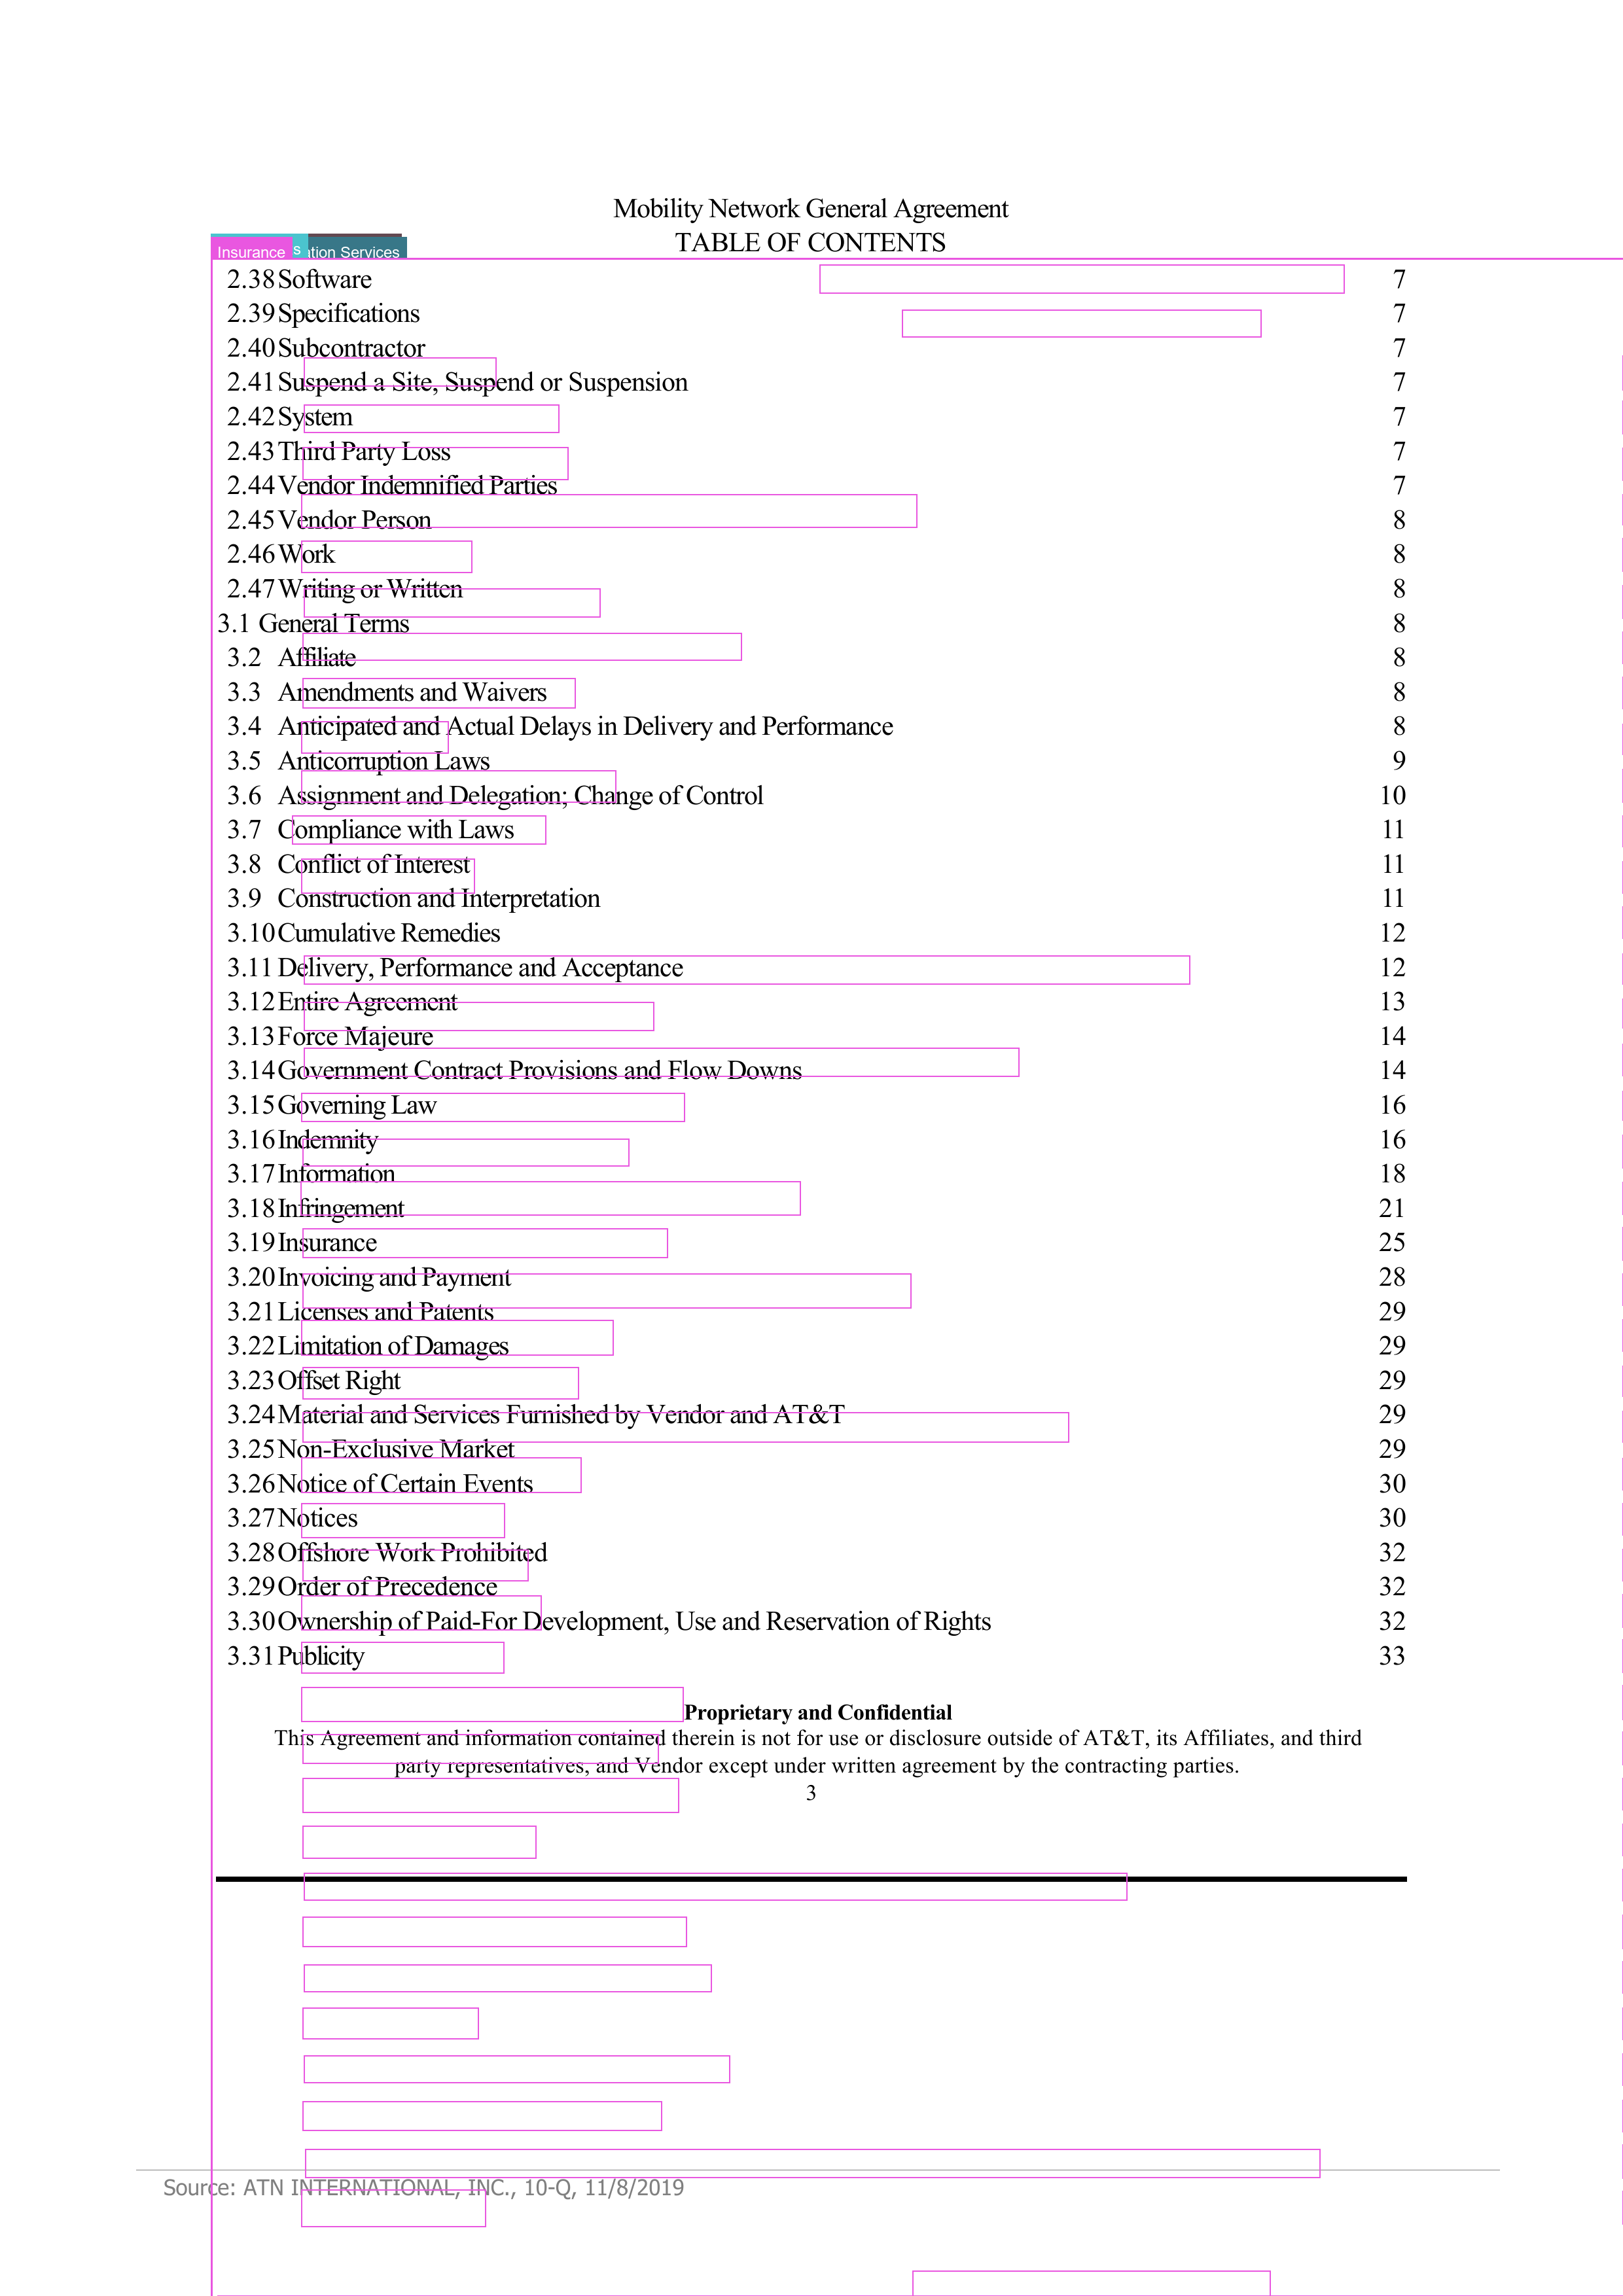 Mobility Network General Agreement
TABLE OF CONTENTS
Insurance s ation Services
2.38 Software 7
2.39 Specifications 7
2.40 Subcontractor 7
2.41 Suspend a Site, Suspend or Suspension 7
2.42 System 7
2.43 Third Party Loss 7
2.44 Vendor Indemnified Parties 7
2.45 Vendor Person 8
2.46 Work 8
2.47 Writing or Written 8
3.1 General Terms 8
3.2 Affiliate 8
3.3 Amendments and Waivers 8
3.4 Anticipated and Actual Delays in Delivery and Performance 8
3.5 Anticorruption Laws 9
3.6 Assignment and Delegation; Change of Control 10
3.7 Compliance with Laws 11
3.8 Conflict of Interest 11
3.9 Construction and Interpretation 11
3.10 Cumulative Remedies 12
3.11 Delivery, Performance and Acceptance 12
3.12 Entire Agreement 13
3.13 Force Majeure 14
3.14 Government Contract Provisions and Flow Downs 14
3.15 Governing Law 16
3.16 Indemnity 16
3.17 Information 18
3.18 Infringement 21
3.19 Insurance 25
3.20 Invoicing and Payment 28
3.21 Licenses and Patents 29
3.22 Limitation of Damages 29
3.23 Offset Right 29
3.24 Material and Services Furnished by Vendor and AT&T 29
3.25 Non-Exclusive Market 29
3.26 Notice of Certain Events 30
3.27 Notices 30
3.28 Offshore Work Prohibited 32
3.29 Order of Precedence 32
3.30 Ownership of Paid-For Development, Use and Reservation of Rights 32
3.31 Publicity 33
Proprietary and Confidential
This Agreement and information contained therein is not for use or disclosure outside of AT&T, its Affiliates, and third
party representatives, and Vendor except under written agreement by the contracting parties.
3
Source: ATN INTERNATIONAL, INC., 10-Q, 11/8/2019